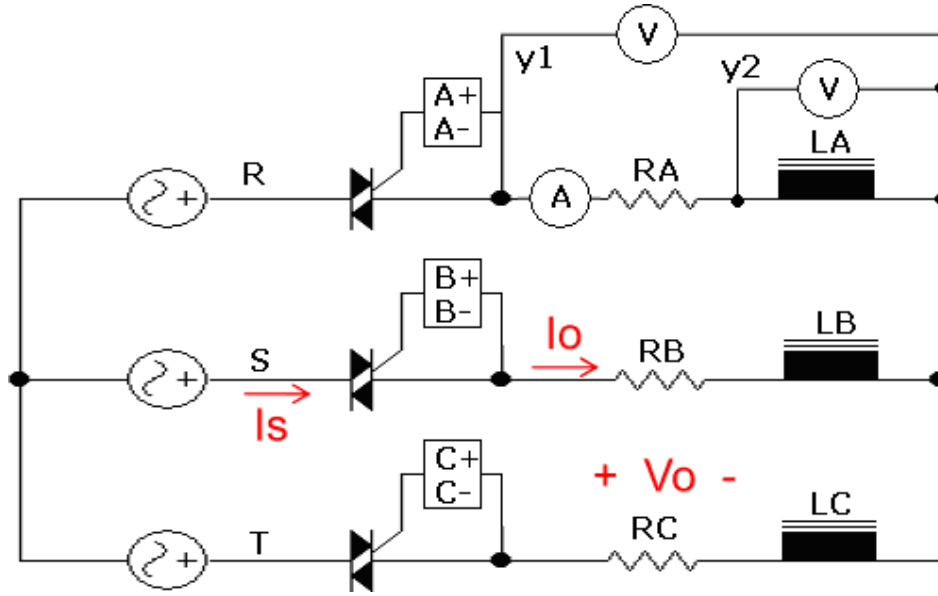 V
y1
y2
V
A+
A-
LA
R
RA
A
B+
B-
Io
LB
RB
S
Is
C+
C-
+ Vo -
LC
RC
T